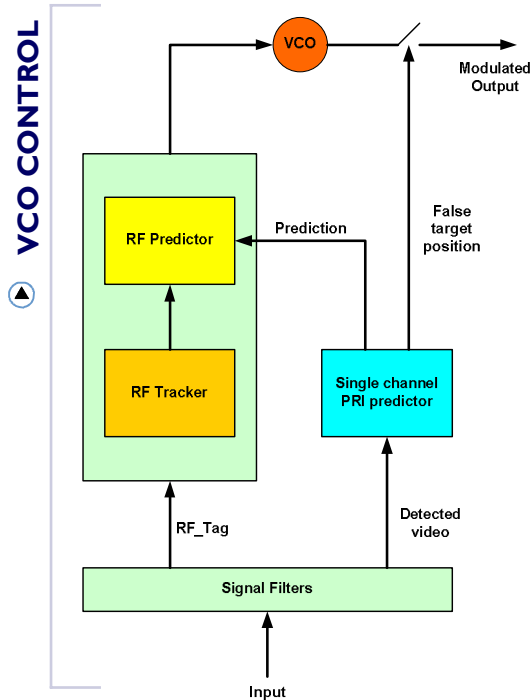 VCO CONTROL
VCO
Modulated
Output
RF Predictor
Prediction
False
target
position
RF Tracker
Single channel
PRI predictor
RF_Tag
Detected
video
Signal Filters
Input